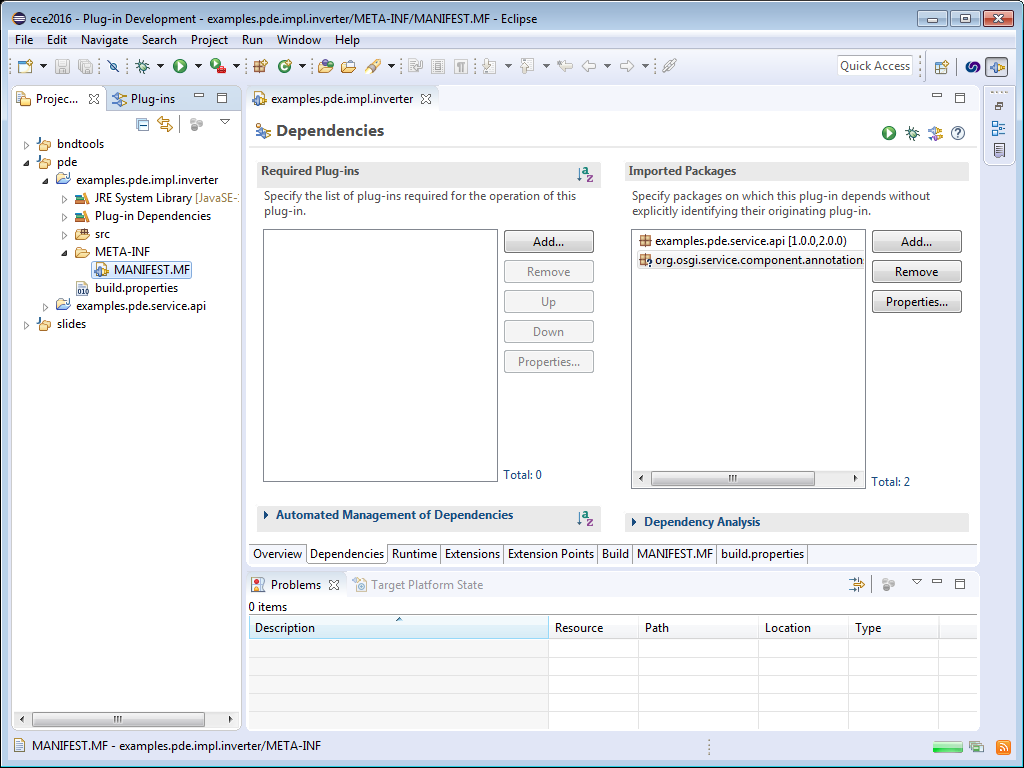 ece2016 - Plug-in Development - examples.pde.impl.inverter/META-INF/MANIFEST.MF - Eclipse
File Edit Navigate Search Project Run Window Help
Quick Access
Projec... Plug-ins
bndtools
pde
examples.pde.impl.inverter
JRE System Library [JavaSE-
Plug-in Dependencies
src
META-INF
MANIFEST.MF
build.properties
examples.pde.service.api
slides
examples.pde.impl.inverter
Dependencies
Required Plug-ins
Specify the list of plug-ins required for the operation of this
plug-in.
Add...
Remove
Up
Down
Properties...
Total: 0
Automated Management of Dependencies
Imported Packages
Specify packages on which this plug-in depends without
explicitly identifying their originating plug-in.
examples.pde.service.api [1.0.0,2.0.0)
org.osgi.service.component.annotation
Add...
Remove
Properties...
Total: 2
Dependency Analysis
Overview Dependencies Runtime Extensions Extension Points Build MANIFEST.MF build.properties
Problems Target Platform State
0 items
Description Resource Path Location Type
MANIFEST.MF - examples.pde.impl.inverter/META-INF